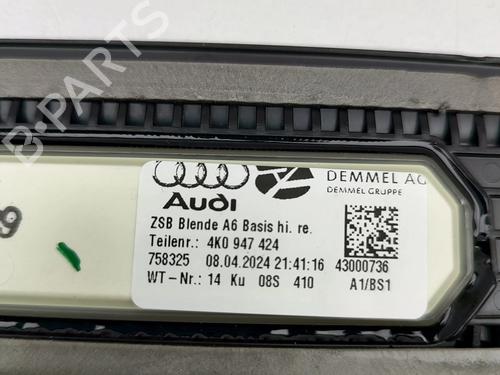 B-PARTS
Audi
DEMMEL AG
DEMMEL GRUPPE
ZSB Blende A6 Basis hi. re.
Teilenr.: 4K0 947 424
758325 08.04.2024 21:41:16 43000736
WT-Nr.: 14 Ku 08S 410 A1/BS1